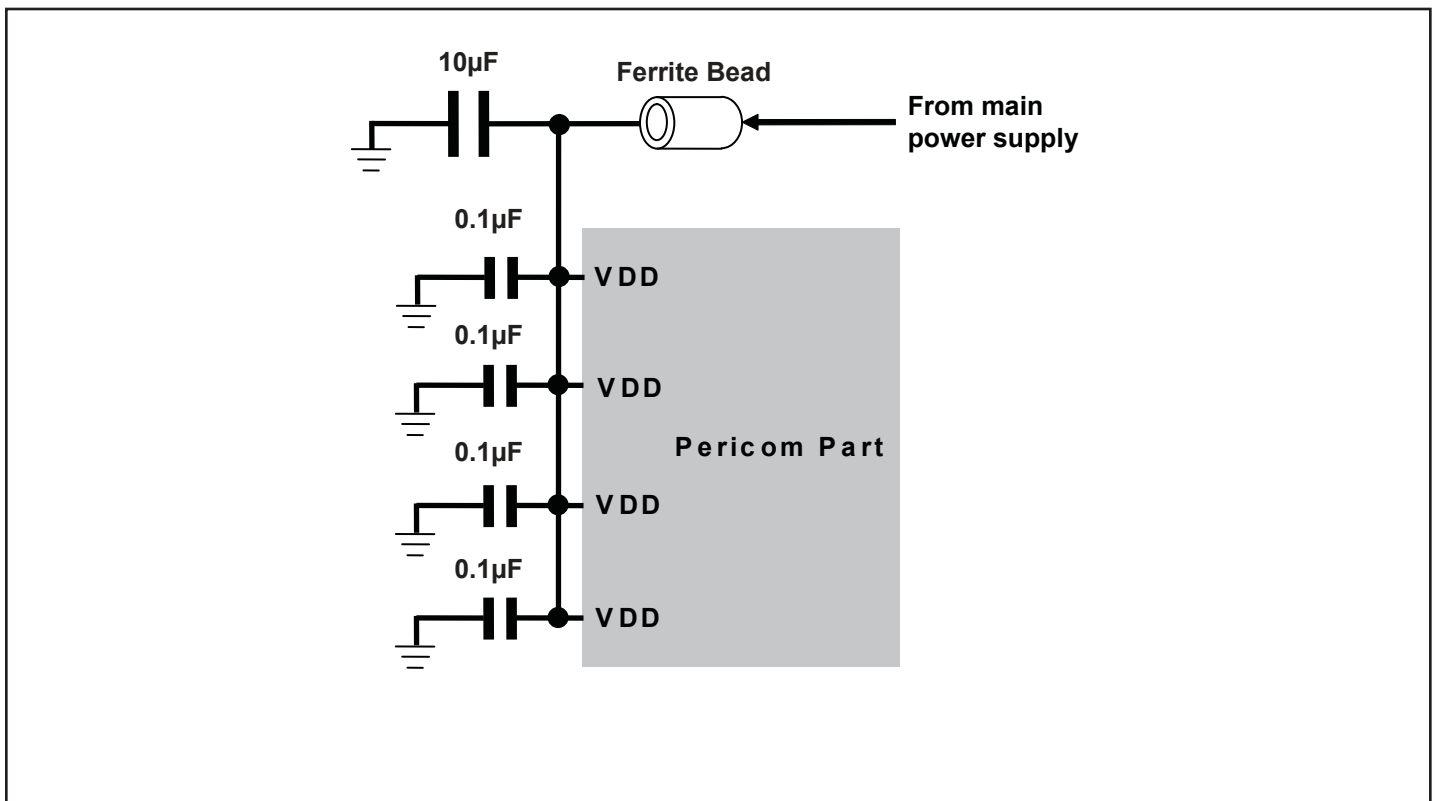 10µF
Ferrite Bead
From main
power supply
0.1µF
VDD
0.1µF
VDD
Pericom Part
0.1µF
VDD
0.1µF
VDD